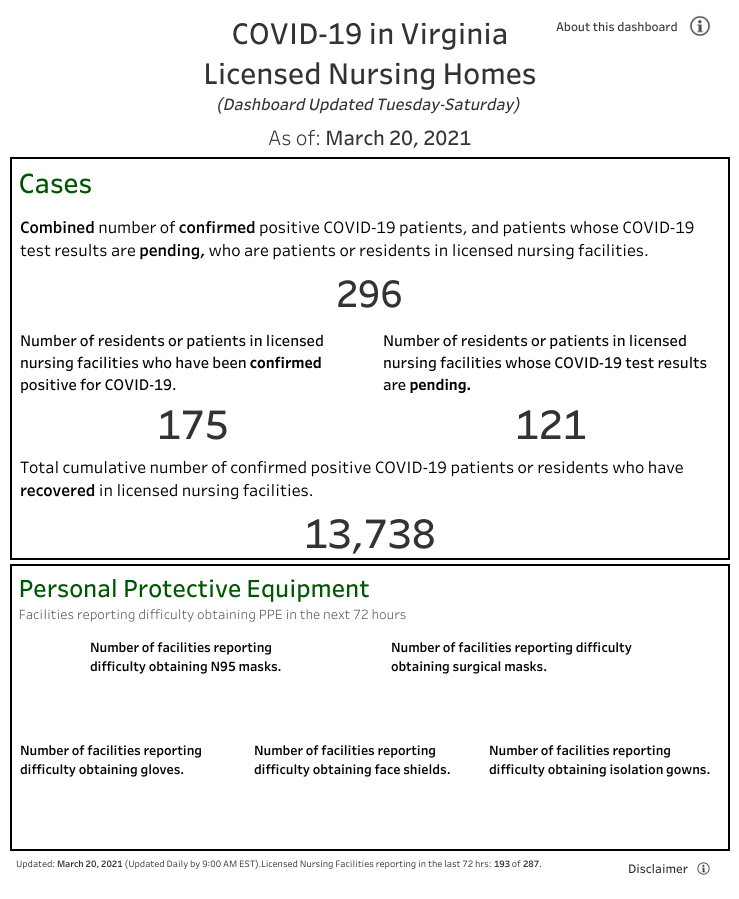 COVID-19 in Virginia
Licensed Nursing Homes
About this dashboard
(Dashboard Updated Tuesday-Saturday)
As of: March 20, 2021
Cases
Combined number of confirmed positive COVID-19 patients, and patients whose COVID-19
test results are pending, who are patients or residents in licensed nursing facilities.
296
Number of residents or patients in licensed
nursing facilities who have been confirmed
positive for COVID-19.
175
Number of residents or patients in licensed
nursing facilities whose COVID-19 test results
are pending.
121
Total cumulative number of confirmed positive COVID-19 patients or residents who have
recovered in licensed nursing facilities.
13,738
Personal Protective Equipment
Facilities reporting difficulty obtaining PPE in the next 72 hours
Number of facilities reporting
difficulty obtaining N95 masks.
Number of facilities reporting difficulty
obtaining surgical masks.
Number of facilities reporting
difficulty obtaining gloves.
Number of facilities reporting
difficulty obtaining face shields.
Number of facilities reporting
difficulty obtaining isolation gowns.
Updated: March 20, 2021 (Updated Daily by 9:00 AM EST).Licensed Nursing Facilities reporting in the last 72 hrs: 193 of 287.
Disclaimer